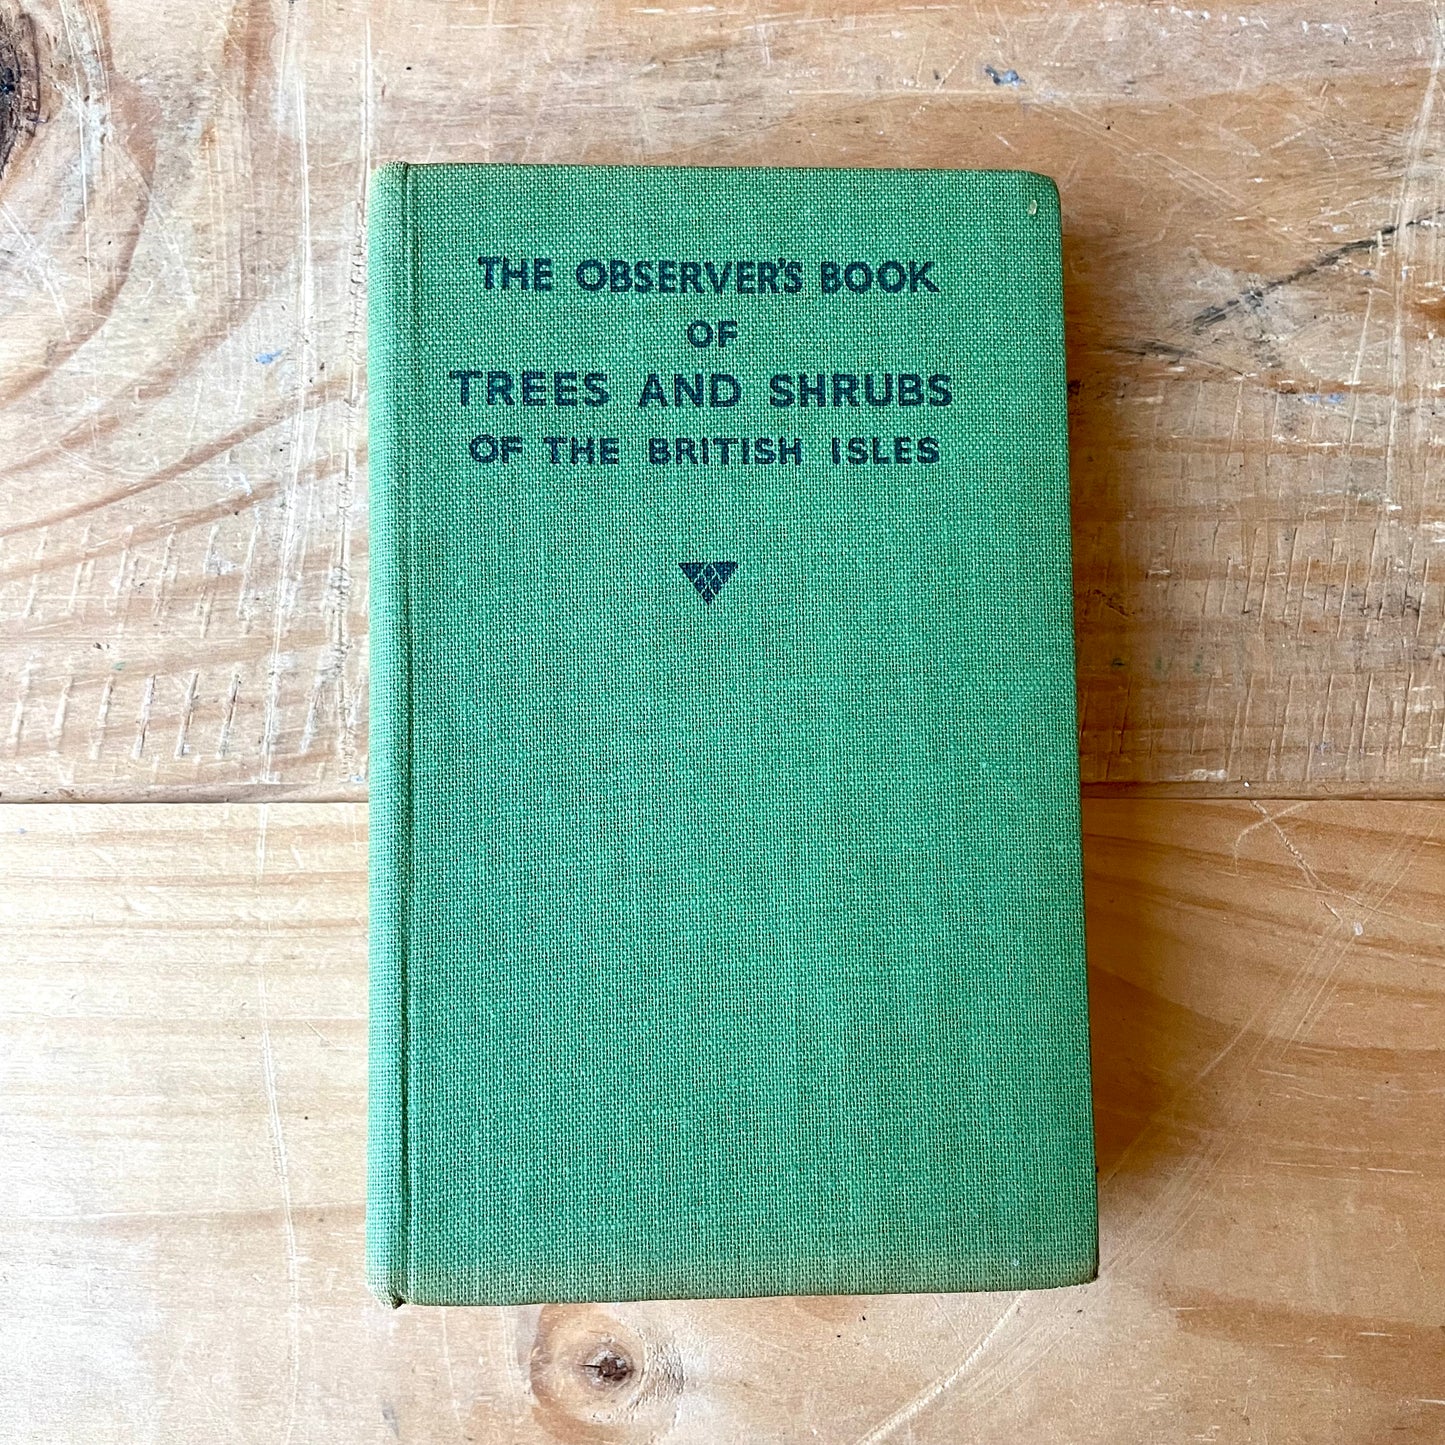 THE OBSERVER'S BOOK
OF
TREES AND SHRUBS
OF THE BRITISH ISLES